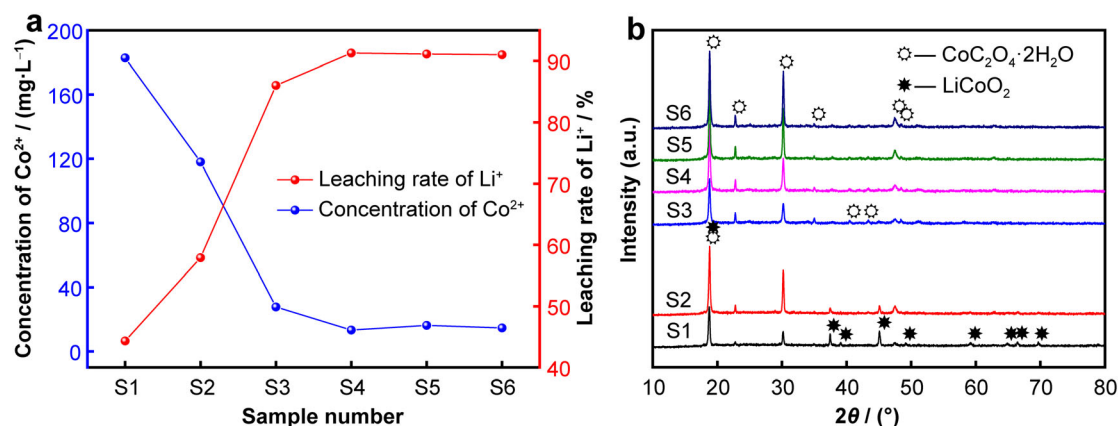 a
200
160
120
80
40
0
Concentration of Co²⁺ / (mg·L⁻¹)
S1 S2 S3 S4 S5 S6
Sample number
Leaching rate of Li⁺
Concentration of Co²⁺
90
80
70
60
50
40
Leaching rate of Li⁺ / %
b
CoC₂O₄·2H₂O
LiCoO₂
S6
S5
S4
S3
S2
S1
Intensity (a.u.)
10 20 30 40 50 60 70 80
2θ / (°)